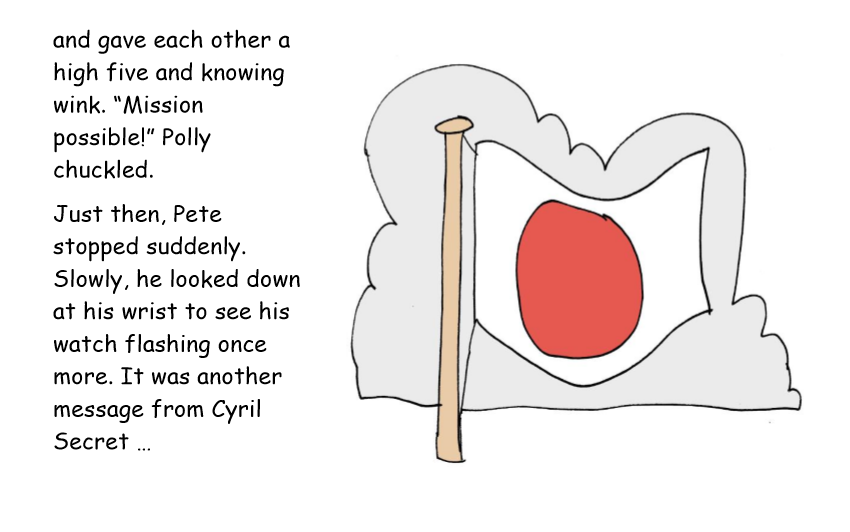 and gave each other a
high five and knowing
wink. “Mission
possible!” Polly
chuckled.
Just then, Pete
stopped suddenly.
Slowly, he looked down
at his wrist to see his
watch flashing once
more. It was another
message from Cyril
Secret …